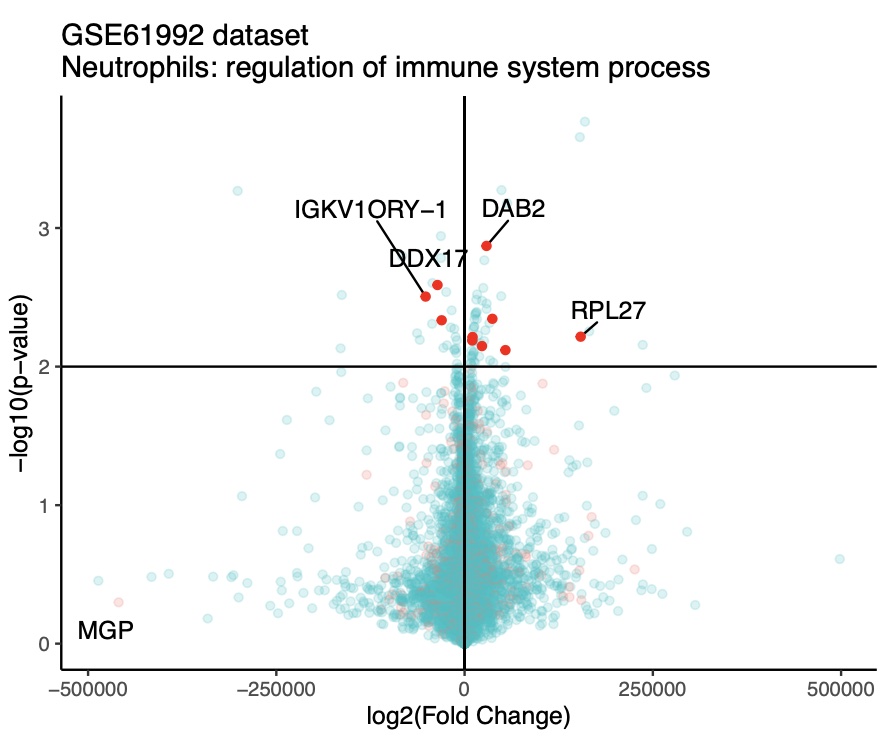 GSE61992 dataset
Neutrophils: regulation of immune system process
IGKV1ORY−1
DAB2
DDX17
RPL27
MGP
−log10(p−value)
3
2
1
0
−500000
−250000
0
250000
500000
log2(Fold Change)